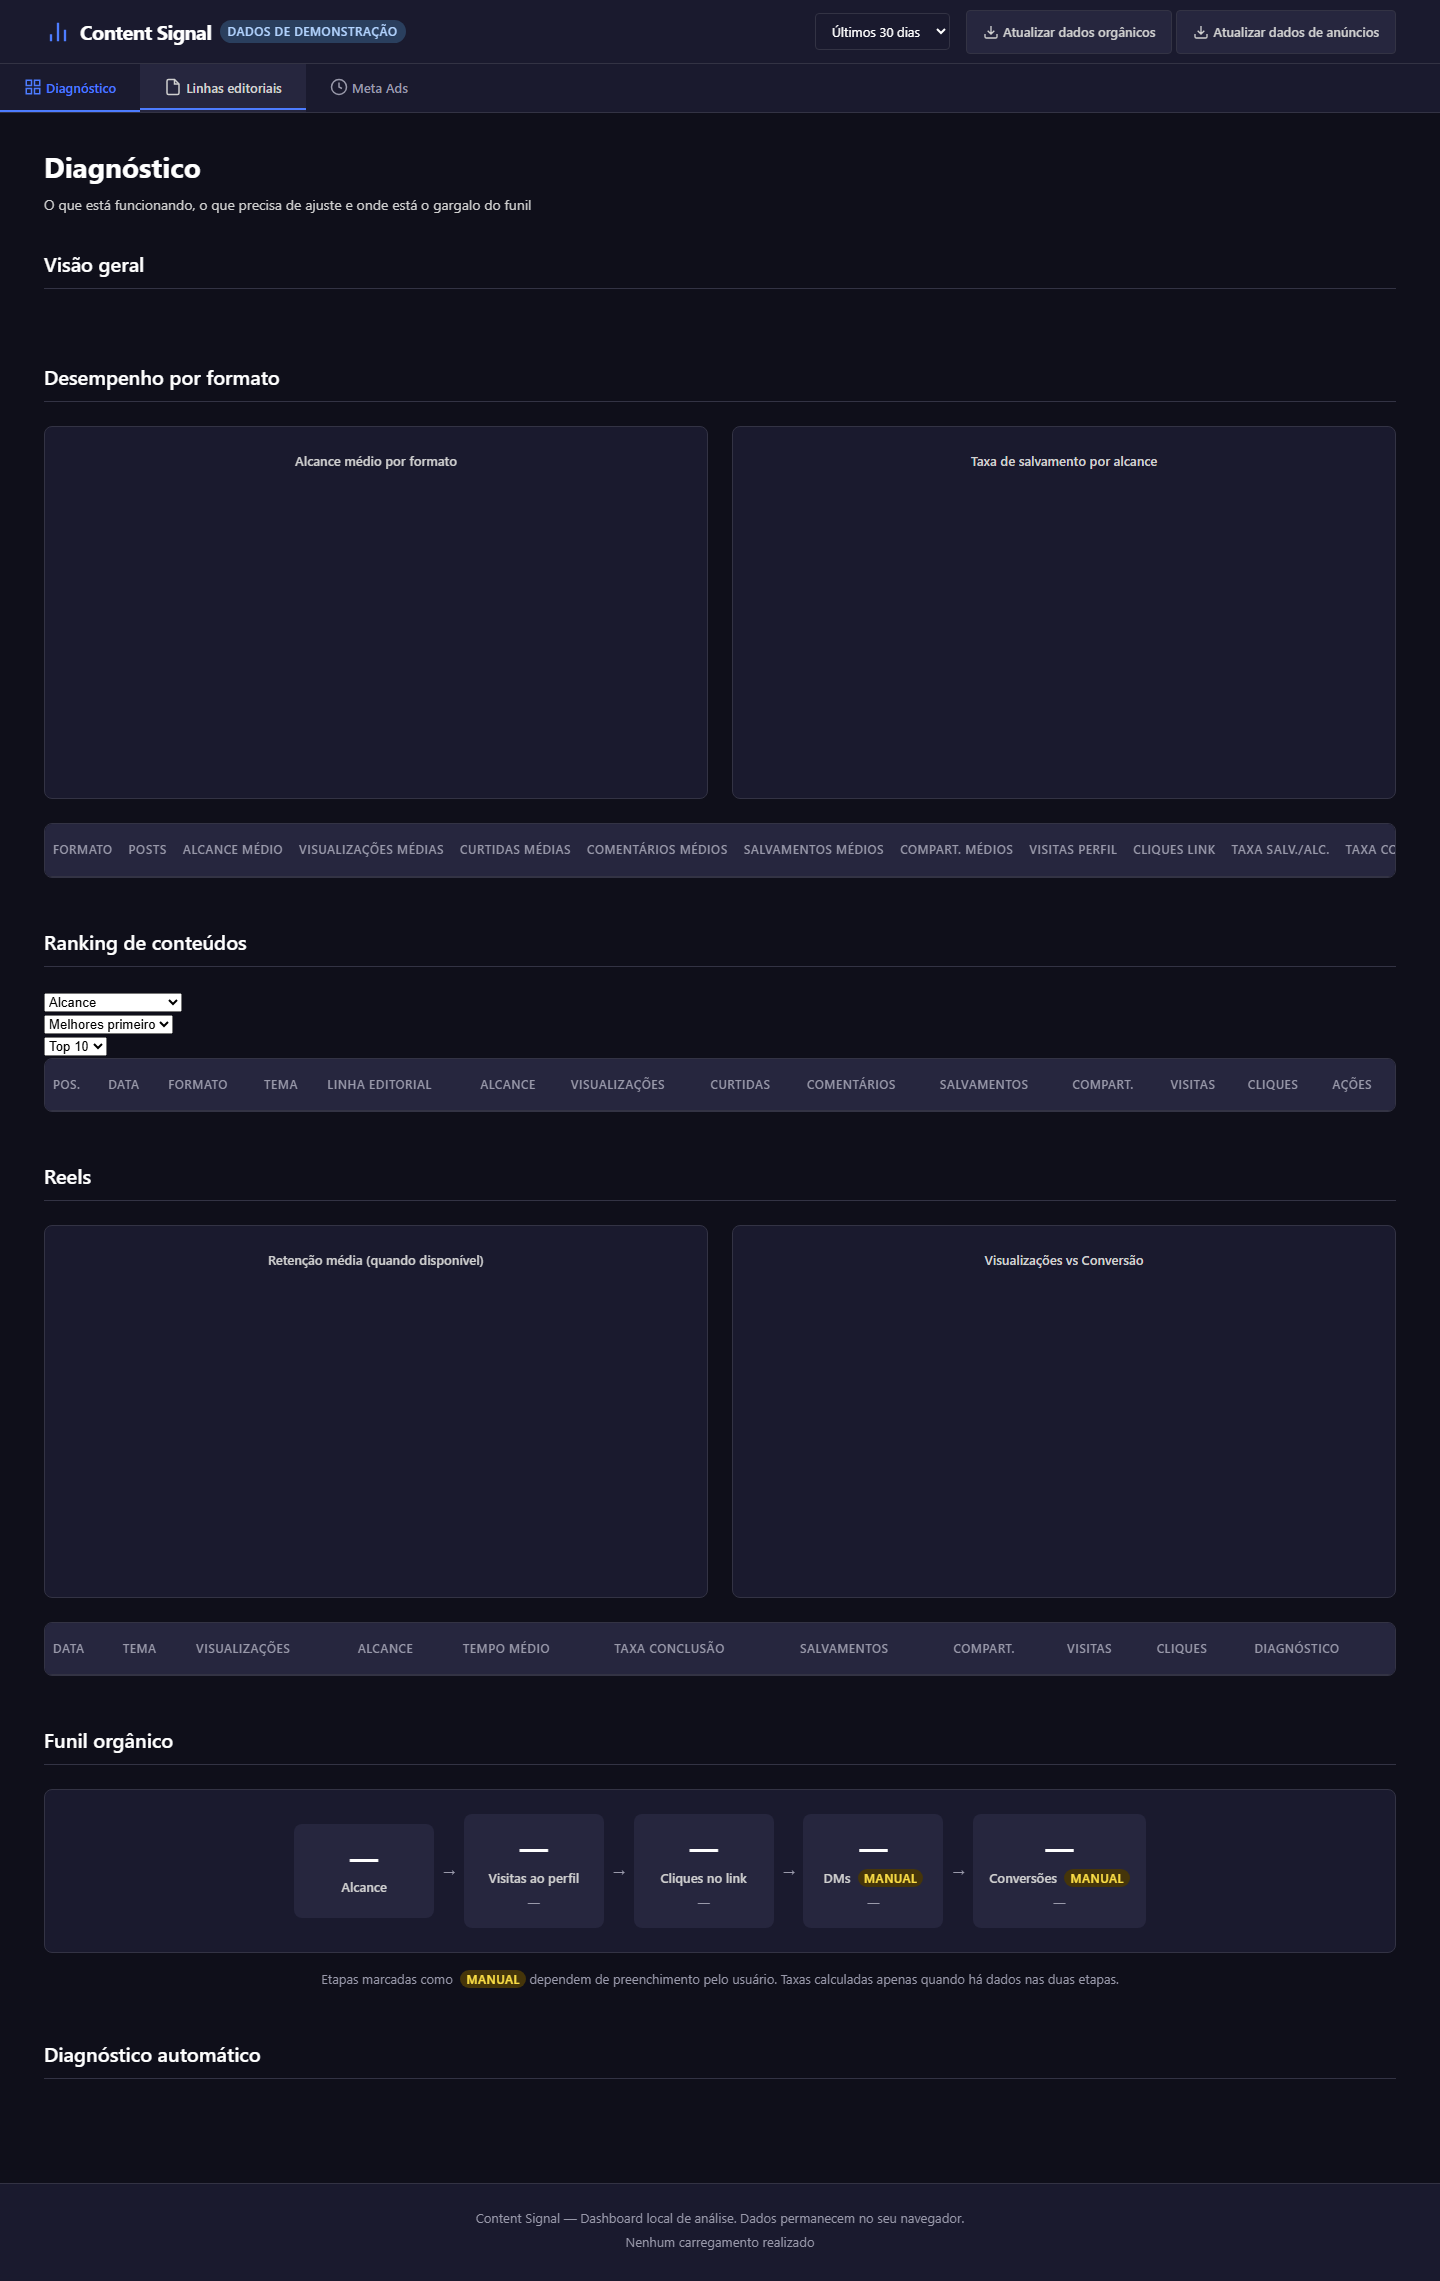 Content Signal DADOS DE DEMONSTRAÇÃO Últimos 30 dias Atualizar dados orgânicos Atualizar dados de anúncios
Diagnóstico Linhas editoriais Meta Ads
Diagnóstico
O que está funcionando, o que precisa de ajuste e onde está o gargalo do funil
Visão geral
Desempenho por formato
Alcance médio por formato Taxa de salvamento por alcance
FORMATO POSTS ALCANCE MÉDIO VISUALIZAÇÕES MÉDIAS CURTIDAS MÉDIAS COMENTÁRIOS MÉDIOS SALVAMENTOS MÉDIOS COMPART. MÉDIOS VISITAS PERFIL CLIQUES LINK TAXA SALV./ALC. TAXA CO
Ranking de conteúdos
Alcance
Melhores primeiro
Top 10
POS. DATA FORMATO TEMA LINHA EDITORIAL ALCANCE VISUALIZAÇÕES CURTIDAS COMENTÁRIOS SALVAMENTOS COMPART. VISITAS CLIQUES AÇÕES
Reels
Retenção média (quando disponível) Visualizações vs Conversão
DATA TEMA VISUALIZAÇÕES ALCANCE TEMPO MÉDIO TAXA CONCLUSÃO SALVAMENTOS COMPART. VISITAS CLIQUES DIAGNÓSTICO
Funil orgânico
— → — → — → — → —
Alcance Visitas ao perfil Cliques no link DMs MANUAL Conversões MANUAL
— — — —
Etapas marcadas como MANUAL dependem de preenchimento pelo usuário. Taxas calculadas apenas quando há dados nas duas etapas.
Diagnóstico automático
Content Signal — Dashboard local de análise. Dados permanecem no seu navegador.
Nenhum carregamento realizado